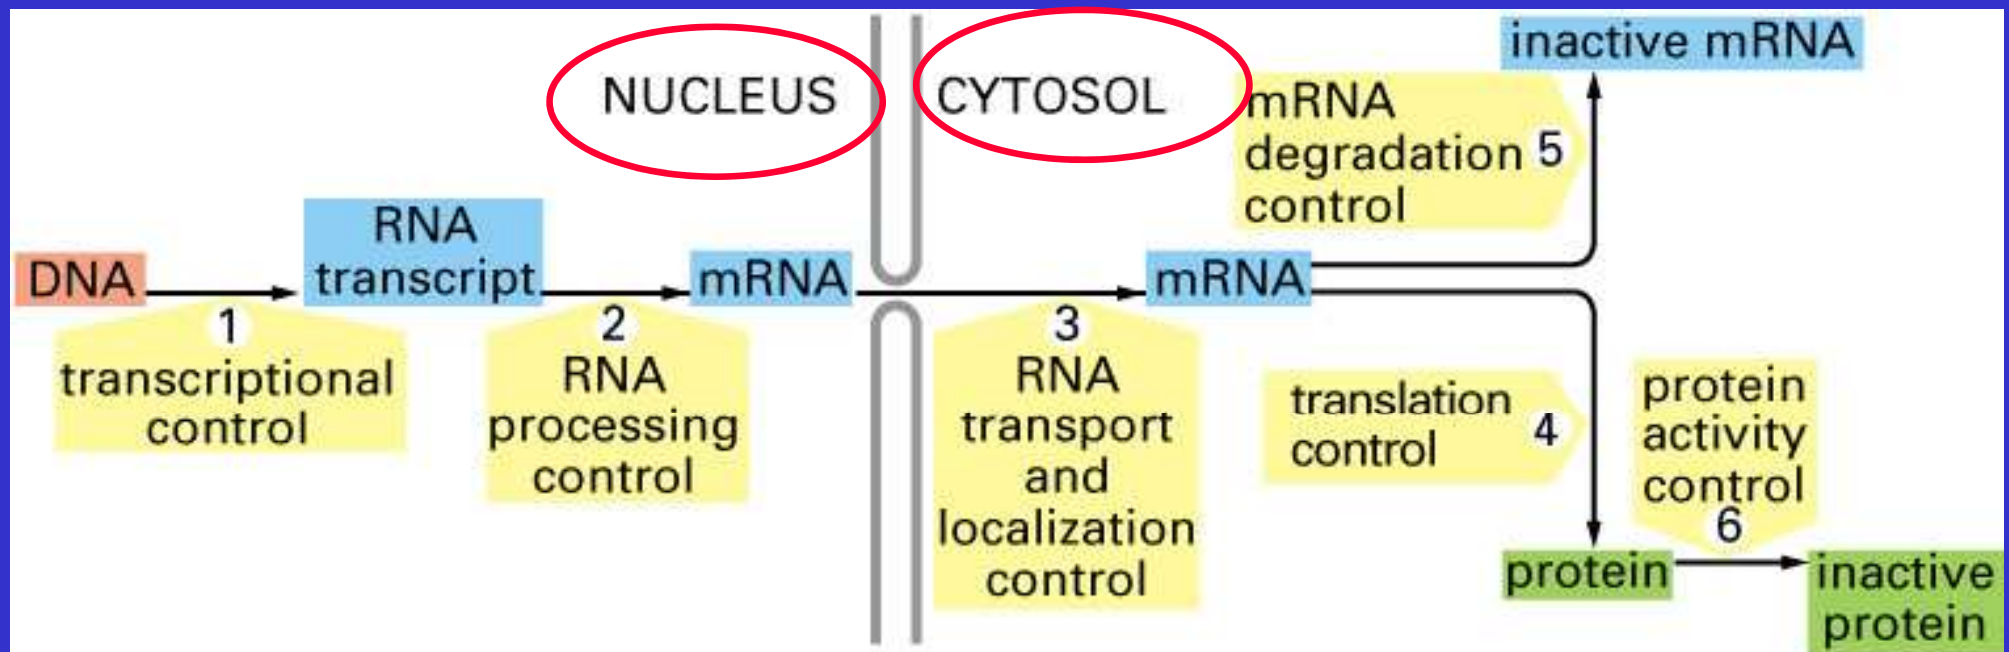 NUCLEUS
CYTOSOL
inactive mRNA
mRNA
degradation 5
control
DNA
RNA
transcript
mRNA
mRNA
1
transcriptional
control
2
RNA
processing
control
3
RNA
transport
and
localization
control
translation
control
4
protein
activity
control
6
protein
inactive
protein